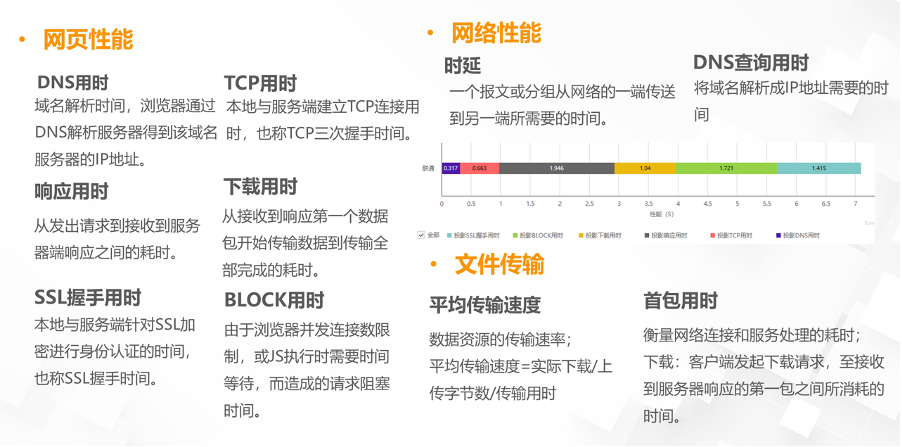 网页性能
DNS用时
域名解析时间，浏览器通过
DNS解析服务器得到该域名
服务器的IP地址。
TCP用时
本地与服务端建立TCP连接用
时，也称TCP三次握手时间。
响应用时
从发出请求到接收到服务
器端响应之间的耗时。
下载用时
从接收到响应第一个数据
包开始传输数据到传输全
部完成的耗时。
SSL握手用时
本地与服务端针对SSL加
密进行身份认证的时间，
也称SSL握手时间。
BLOCK用时
由于浏览器并发连接数限
制，或JS执行时需要时间
等待，而造成的请求阻塞
时间。
网络性能
时延
一个报文或分组从网络的一端传送
到另一端所需要的时间。
DNS查询用时
将域名解析成IP地址需要的时
间
联通 0.317 0.663 1.946 1.04 1.721 1.415
0 0.5 1 1.5 2 2.5 3 3.5 4 4.5 5 5.5 6 6.5 7
性能（S）
全部 投影SSL握手用时 投影BLOCK用时 投影下载用时 投影响应用时 投影TCP用时 投影DNS用时
文件传输
平均传输速度
数据资源的传输速率；
平均传输速度=实际下载/上
传字节数/传输用时
首包用时
衡量网络连接和服务处理的耗时；
下载：客户端发起下载请求，至接收
到服务器响应的第一包之间所消耗的
时间。